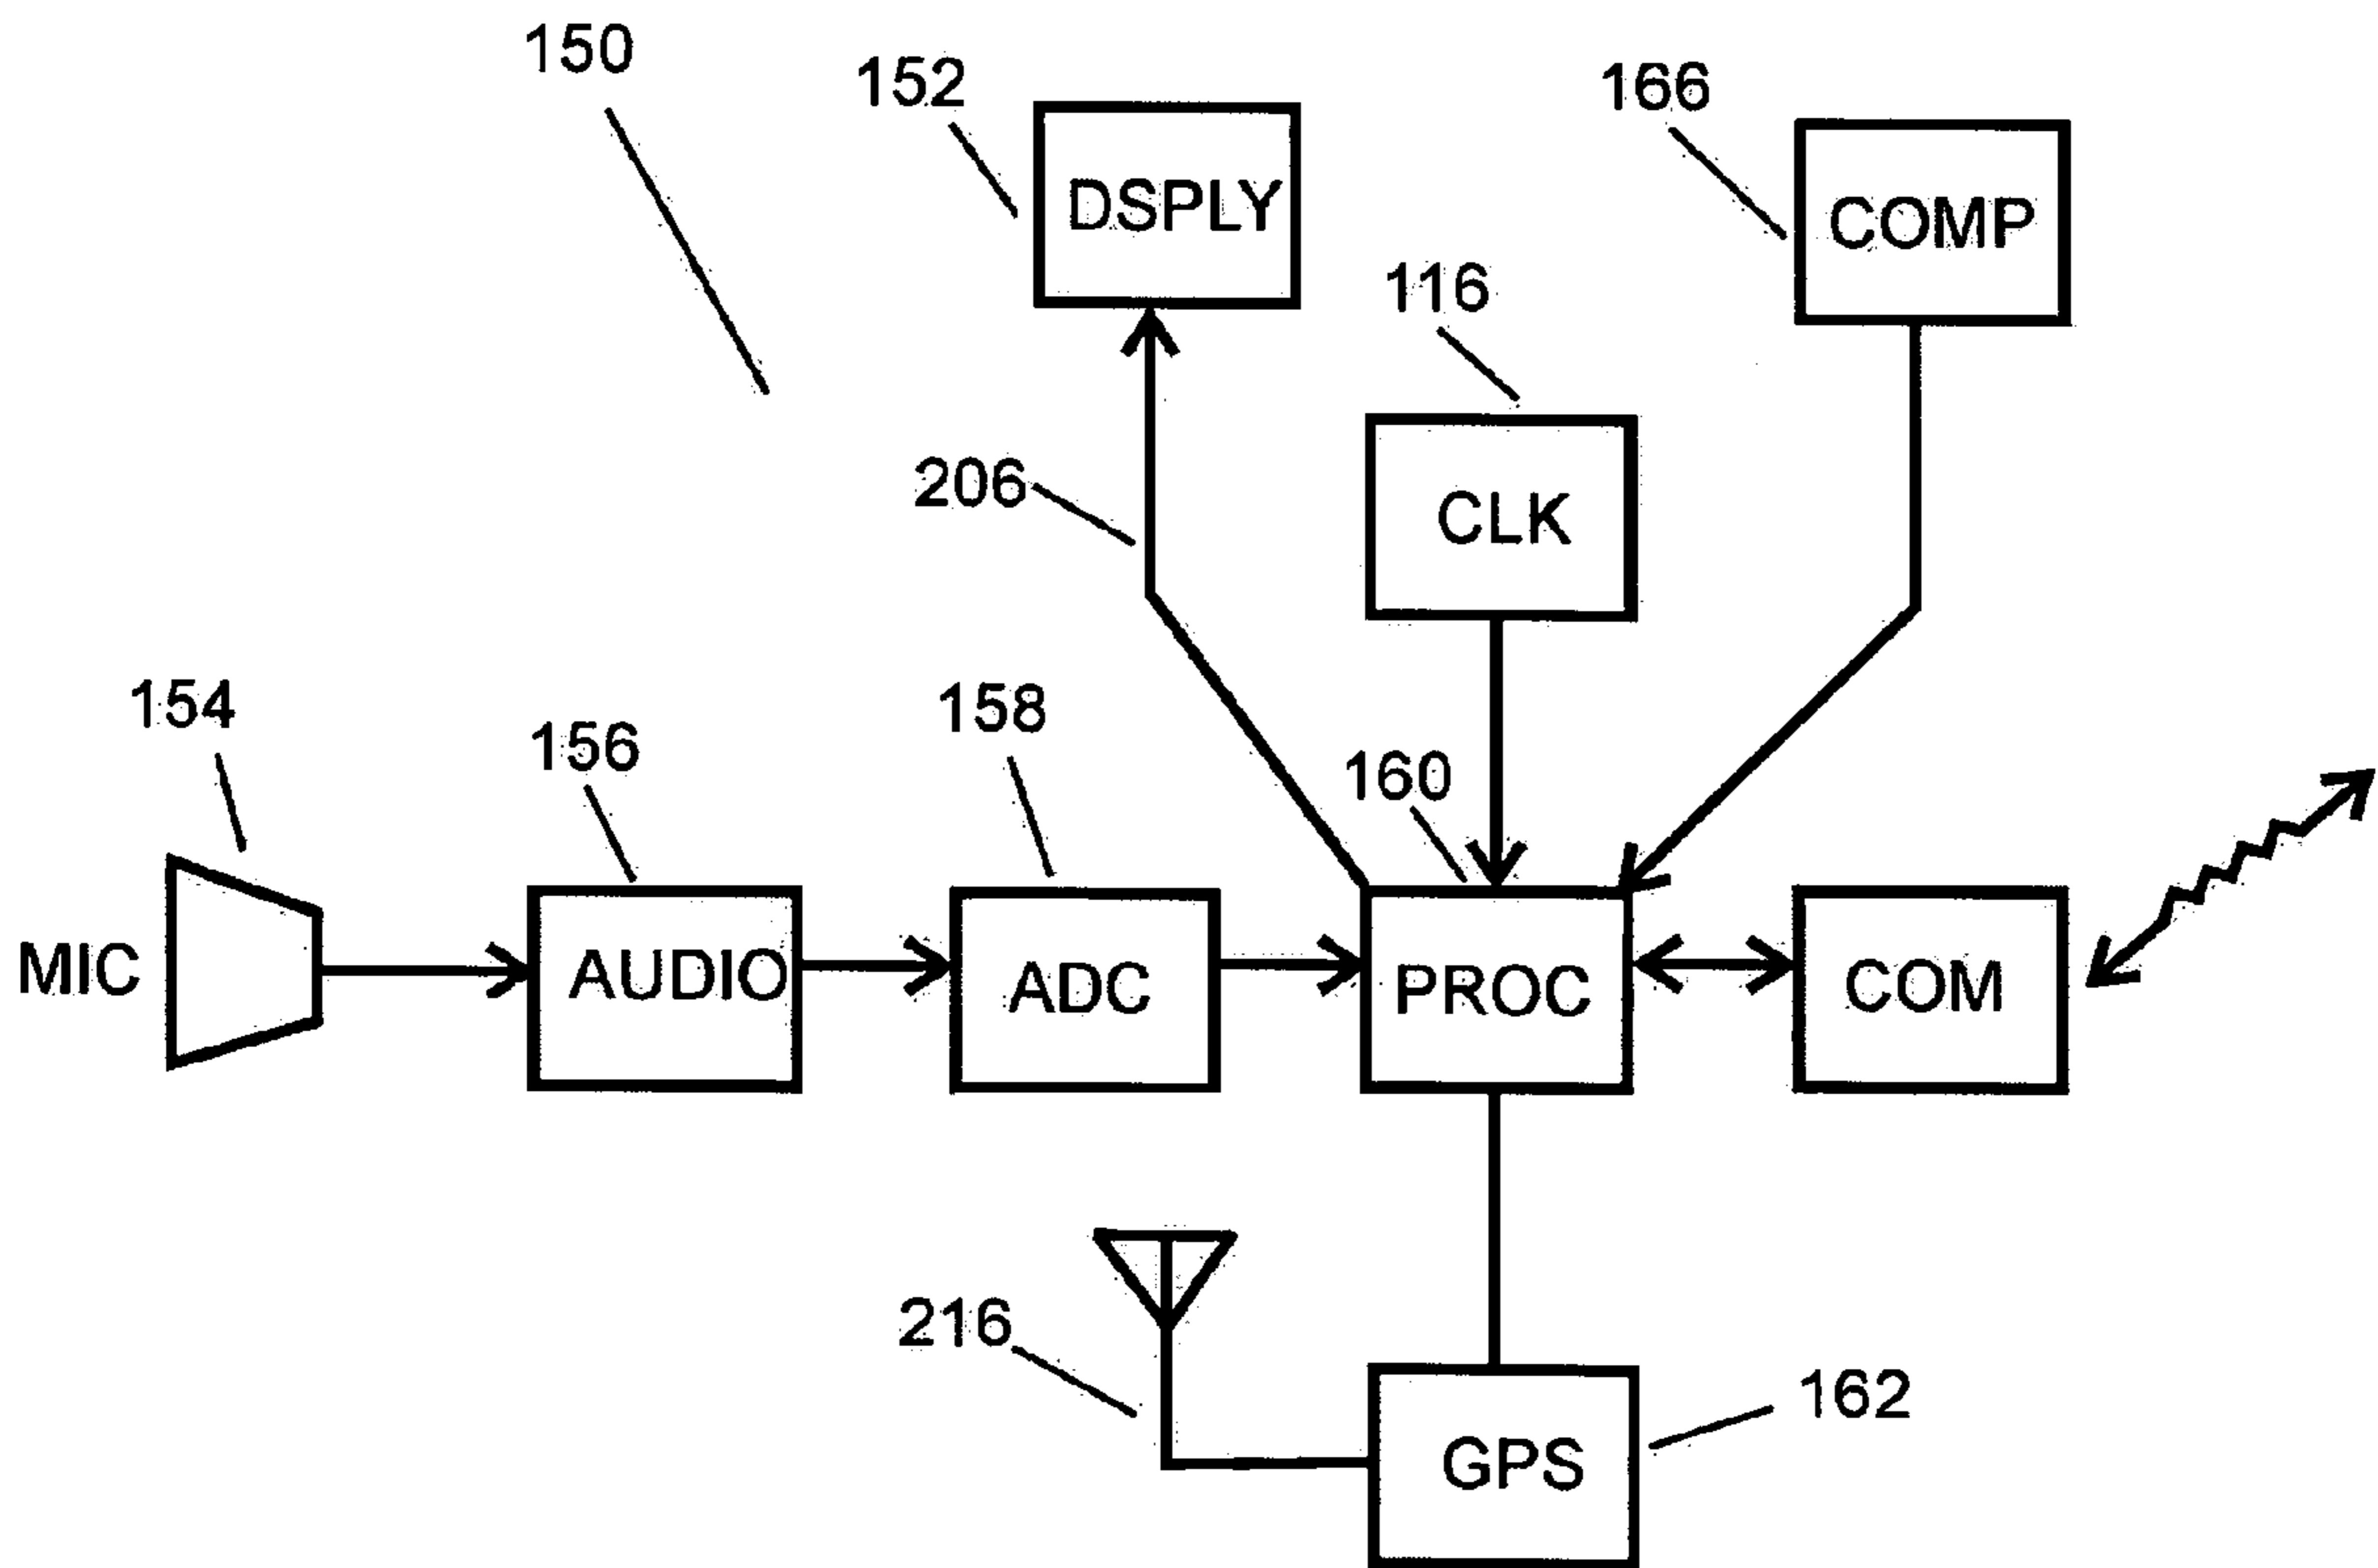 150
152
166
DSPLY
COMP
116
206
CLK
154
156
158
160
MIC
AUDIO
ADC
PROC
COM
216
162
GPS